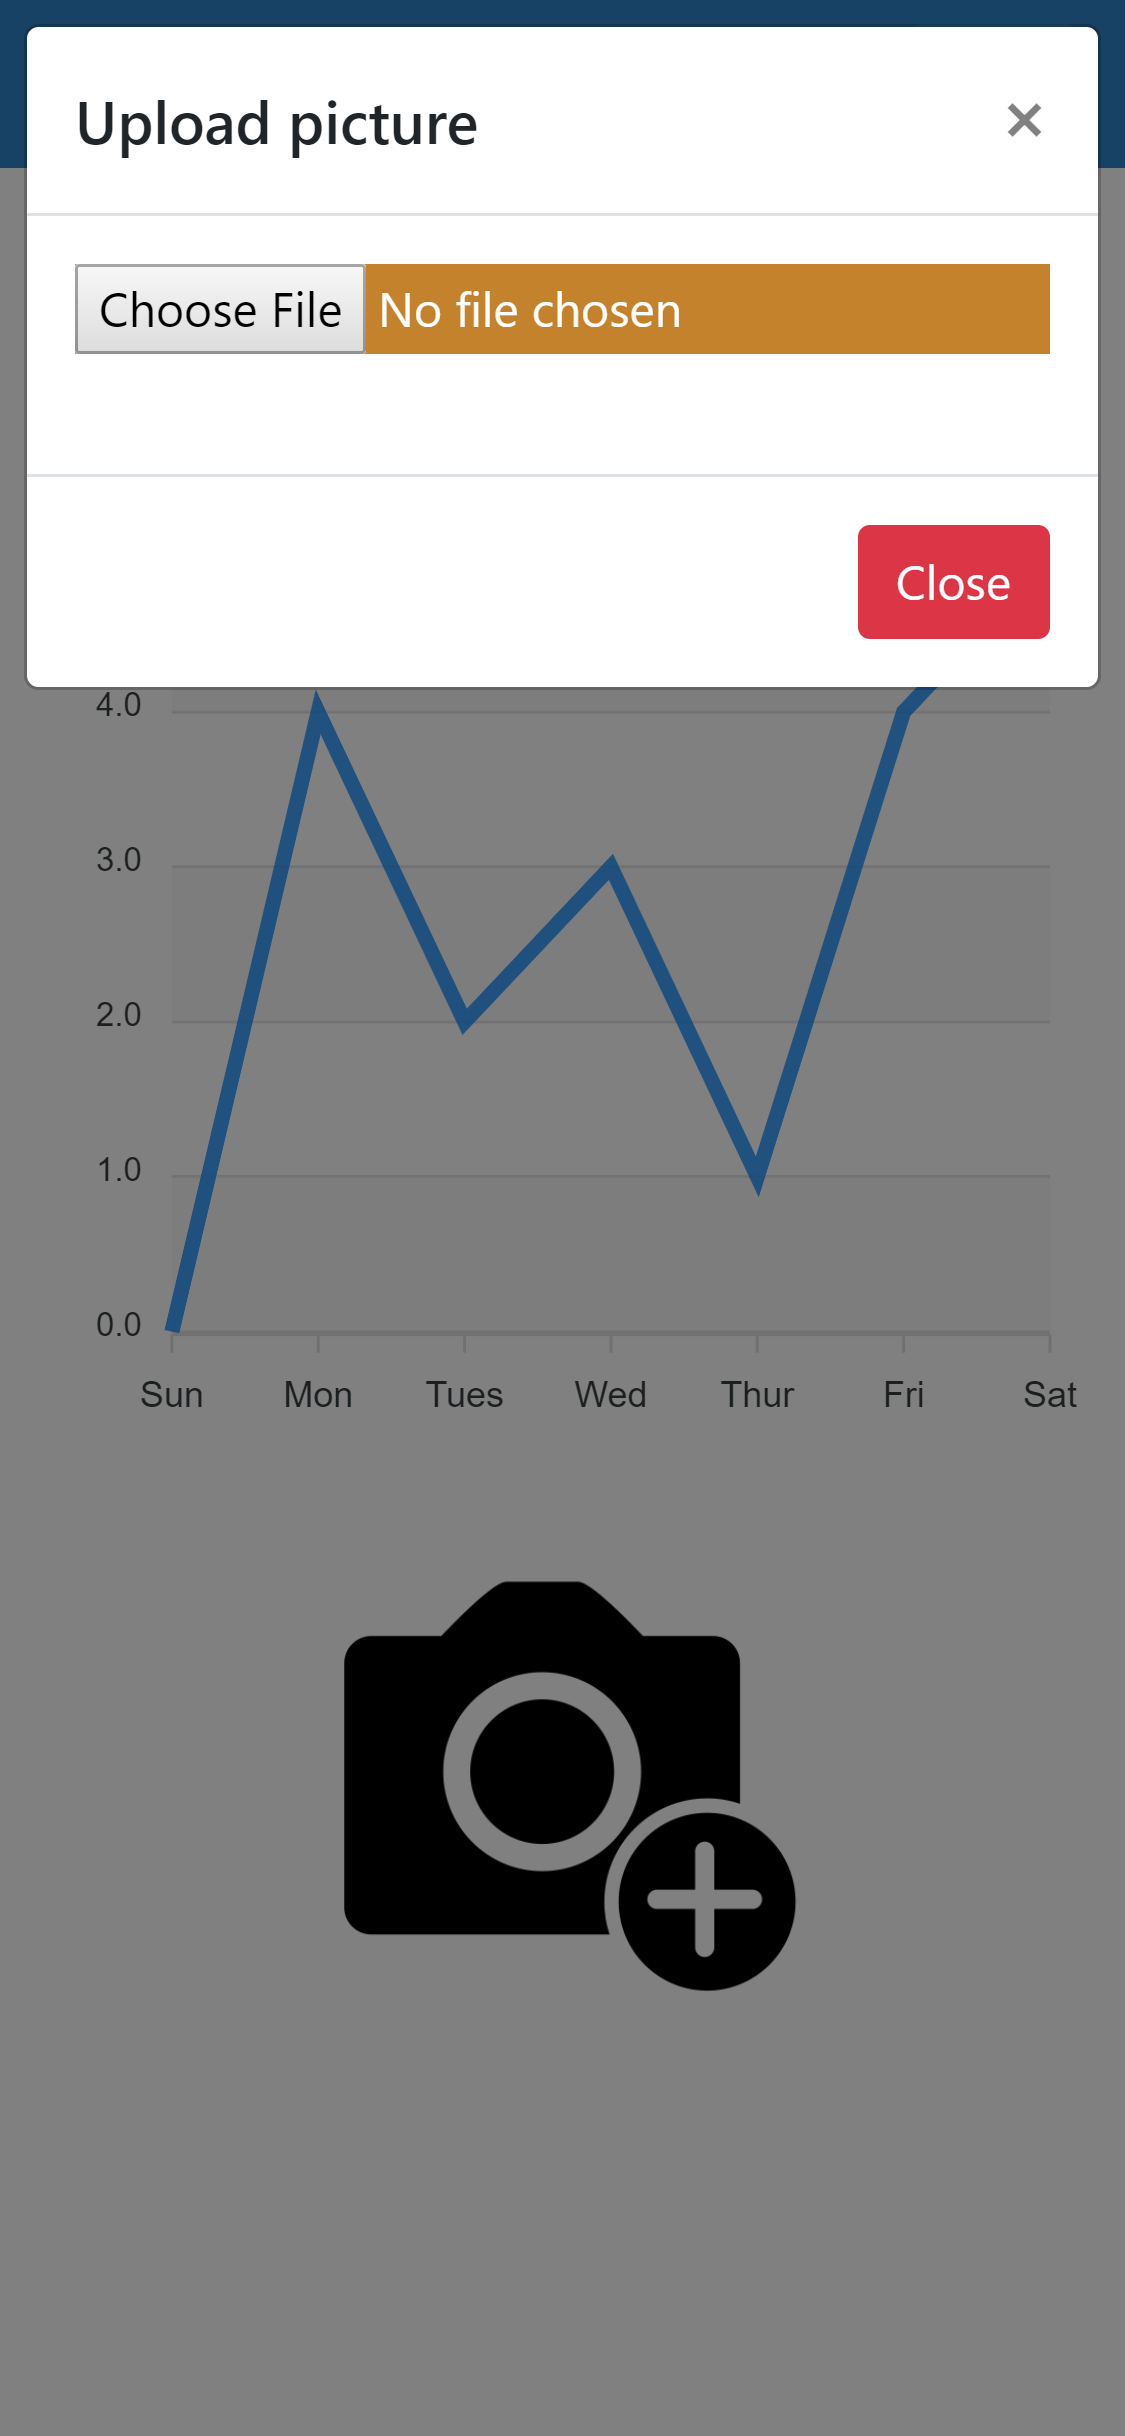 Upload picture ×
Choose File No file chosen
Close
4.0
3.0
2.0
1.0
0.0
Sun Mon Tues Wed Thur Fri Sat